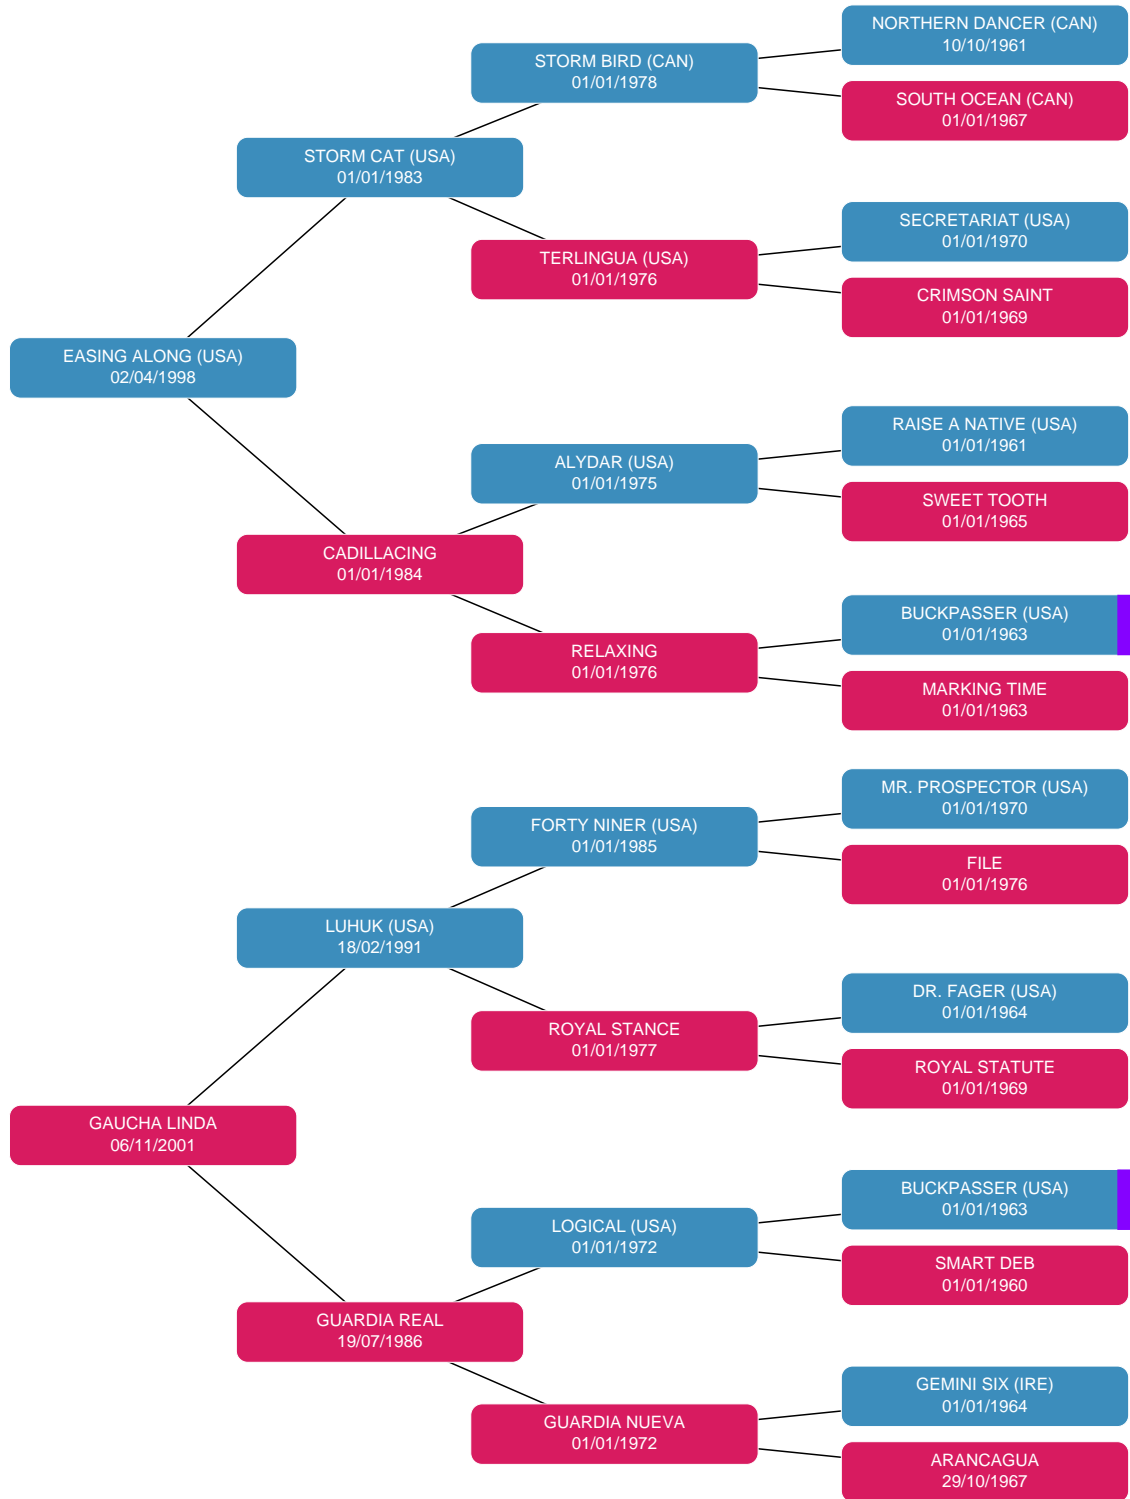 NORTHERN DANCER (CAN)
10/10/1961
STORM BIRD (CAN)
01/01/1978
SOUTH OCEAN (CAN)
01/01/1967
STORM CAT (USA)
01/01/1983
SECRETARIAT (USA)
01/01/1970
TERLINGUA (USA)
01/01/1976
CRIMSON SAINT
01/01/1969
EASING ALONG (USA)
02/04/1998
RAISE A NATIVE (USA)
01/01/1961
ALYDAR (USA)
01/01/1975
SWEET TOOTH
01/01/1965
CADILLACING
01/01/1984
BUCKPASSER (USA)
01/01/1963
RELAXING
01/01/1976
MARKING TIME
01/01/1963
MR. PROSPECTOR (USA)
01/01/1970
FORTY NINER (USA)
01/01/1985
FILE
01/01/1976
LUHUK (USA)
18/02/1991
DR. FAGER (USA)
01/01/1964
ROYAL STANCE
01/01/1977
ROYAL STATUTE
01/01/1969
GAUCHA LINDA
06/11/2001
BUCKPASSER (USA)
01/01/1963
LOGICAL (USA)
01/01/1972
SMART DEB
01/01/1960
GUARDIA REAL
19/07/1986
GEMINI SIX (IRE)
01/01/1964
GUARDIA NUEVA
01/01/1972
ARANCAGUA
29/10/1967